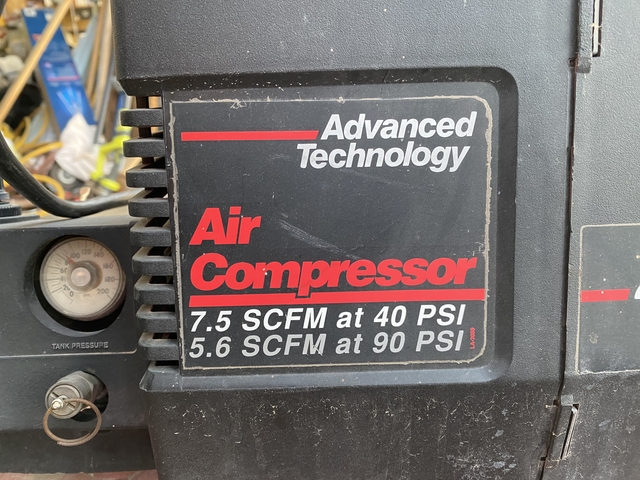 Advanced
Technology
Air
Compressor
7.5 SCFM at 40 PSI
5.6 SCFM at 90 PSI
TANK PRESSURE